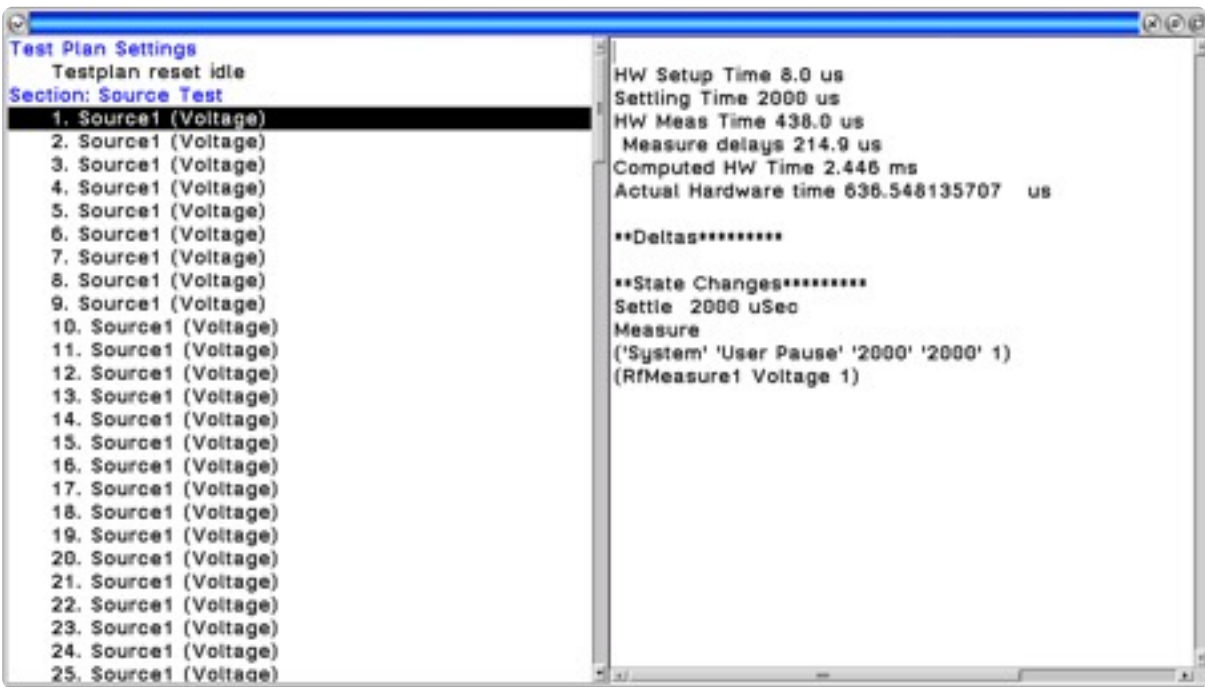 Test Plan Settings
Testplan reset idle
Section: Source Test
1. Source1 (Voltage)
2. Source1 (Voltage)
3. Source1 (Voltage)
4. Source1 (Voltage)
5. Source1 (Voltage)
6. Source1 (Voltage)
7. Source1 (Voltage)
8. Source1 (Voltage)
9. Source1 (Voltage)
10. Source1 (Voltage)
11. Source1 (Voltage)
12. Source1 (Voltage)
13. Source1 (Voltage)
14. Source1 (Voltage)
15. Source1 (Voltage)
16. Source1 (Voltage)
17. Source1 (Voltage)
18. Source1 (Voltage)
19. Source1 (Voltage)
20. Source1 (Voltage)
21. Source1 (Voltage)
22. Source1 (Voltage)
23. Source1 (Voltage)
24. Source1 (Voltage)
25. Source1 (Voltage)
HW Setup Time 8.0 us
Settling Time 2000 us
HW Meas Time 438.0 us
Measure delays 214.9 us
Computed HW Time 2.446 ms
Actual Hardware time 636.548135707 us
**Deltas*********
**State Changes*********
Settle 2000 uSec
Measure
('System' 'User Pause' '2000' '2000' 1)
(RfMeasure1 Voltage 1)